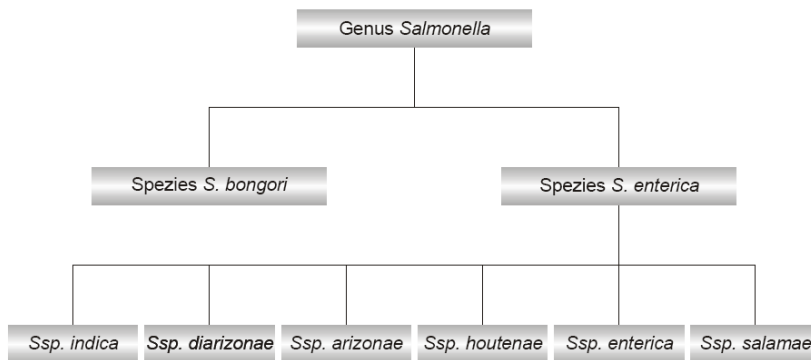 Genus Salmonella
Spezies S. bongori
Spezies S. enterica
Ssp. indica
Ssp. diarizonae
Ssp. arizonae
Ssp. houtenae
Ssp. enterica
Ssp. salamae